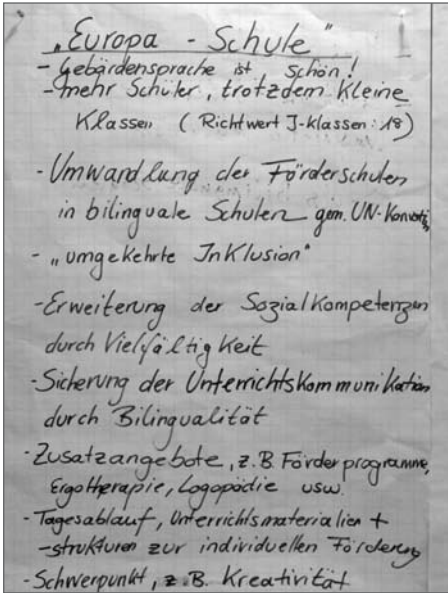 „Europa - Schule"
- Gebärdensprache ist schön!
- mehr Schüler, trotzdem kleine
Klassen (Richtwert I-Klassen: 18)
- Umwandlung der Förderschulen
in bilinguale Schulen gem. UN-
- „umgekehrte Inklusion"
- Erweiterung der Sozialkompetenzen
durch Vielfältigkeit
- Sicherung der Unterrichtskommunikation
durch Bilingualität
- Zusatzangebote, z.B. Förderprogramme,
Ergotherapie, Logopädie usw.
- Tagesablauf, Unterrichtsmaterialien +
-strukturen zur individuellen Förderung
- Schwerpunkt, z.B. Kreativität